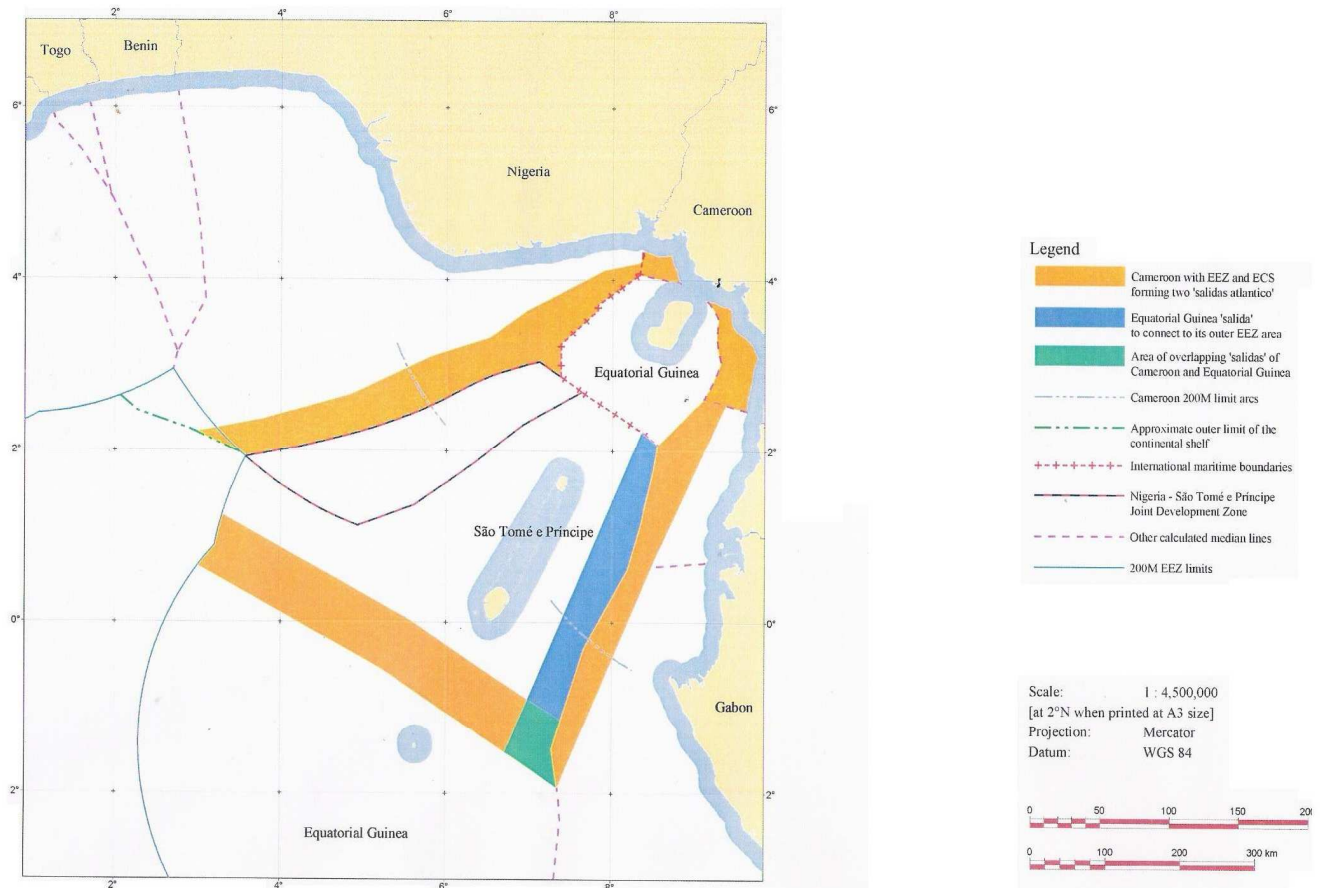 2°
4°
6°
8°
Togo
Benin
6°
6°
Nigeria
Cameroon
4°
4°
Equatorial Guinea
2°
2°
São Tomé e Príncipe
0°
0°
Gabon
2°
2°
Equatorial Guinea
2°
4°
6°
8°
Legend
Cameroon with EEZ and ECS
forming two 'salidas atlantico'
Equatorial Guinea 'salida'
to connect to its outer EEZ area
Area of overlapping 'salidas' of
Cameroon and Equatorial Guinea
Cameroon 200M limit arcs
Approximate outer limit of the
continental shelf
International maritime boundaries
Nigeria - São Tomé e Príncipe
Joint Development Zone
Other calculated median lines
200M EEZ limits
Scale: 1 : 4,500,000
[at 2°N when printed at A3 size]
Projection: Mercator
Datum: WGS 84
0 50 100 150
0 100 200 300 km